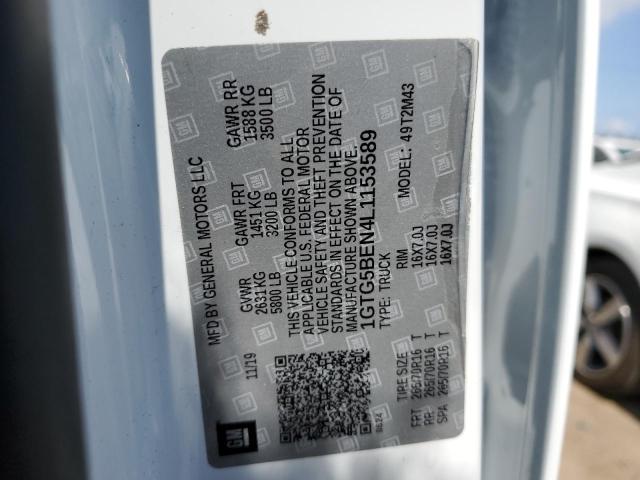 MFD BY GENERAL MOTORS LLC
11/19
GVWR GAWR FRT GAWR RR
2631 KG 1451 KG 1588 KG
5800 LB 3200 LB 3500 LB
THIS VEHICLE CONFORMS TO ALL
APPLICABLE U.S. FEDERAL MOTOR
VEHICLE SAFETY AND THEFT PREVENTION
STANDARDS IN EFFECT ON THE DATE OF
MANUFACTURE SHOWN ABOVE.
1GTG5BEN4L1153589
TYPE: TRUCK MODEL: 49T2M43
TIRE SIZE RIM
FRT 265/70R16 T 16X7.0J
RR: 265/70R16 T 16X7.0J
SPA 265/70R16 T 16X7.0J
GM